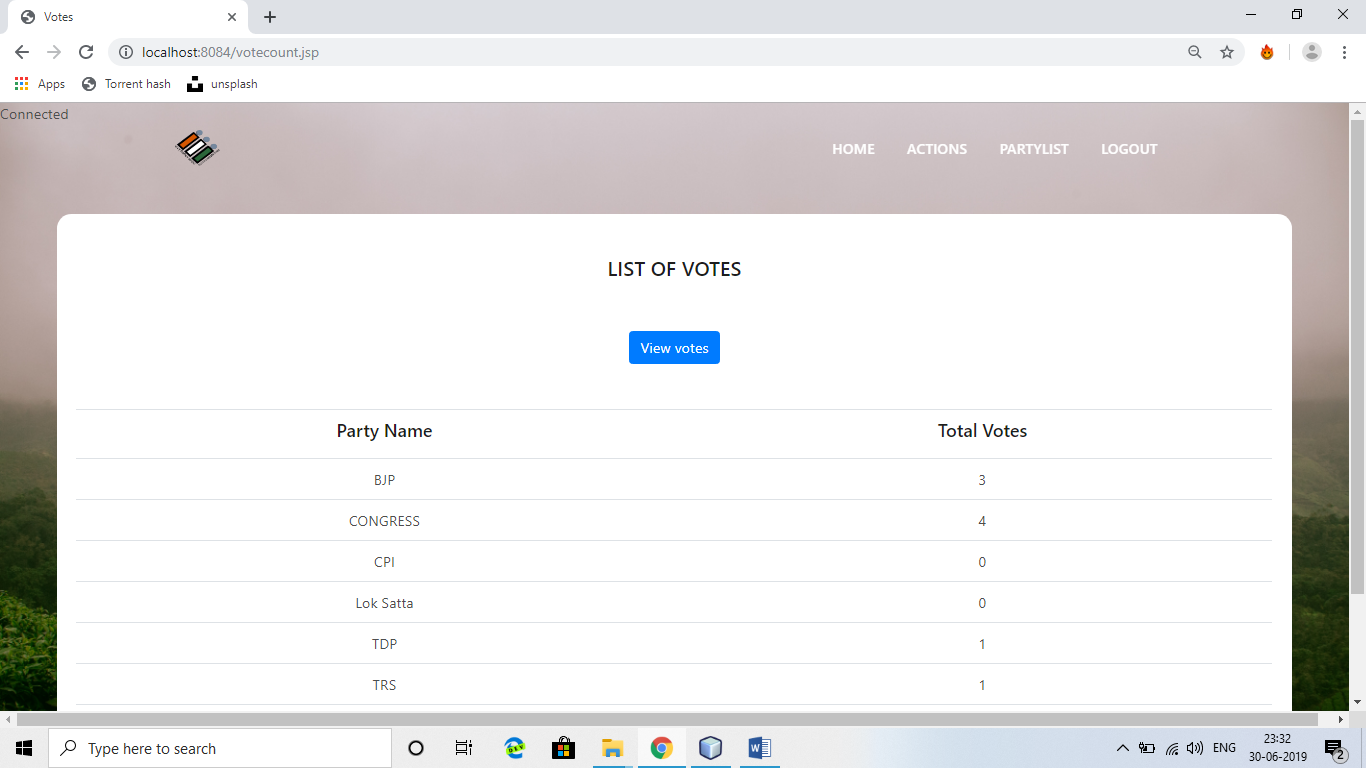 Votes
localhost:8084/votecount.jsp
Apps Torrent hash unsplash
Connected
HOME ACTIONS PARTYLIST LOGOUT
LIST OF VOTES
View votes
Party Name Total Votes
BJP 3
CONGRESS 4
CPI 0
Lok Satta 0
TDP 1
TRS 1
Type here to search DEV W ENG 23:32
30-06-2019 2